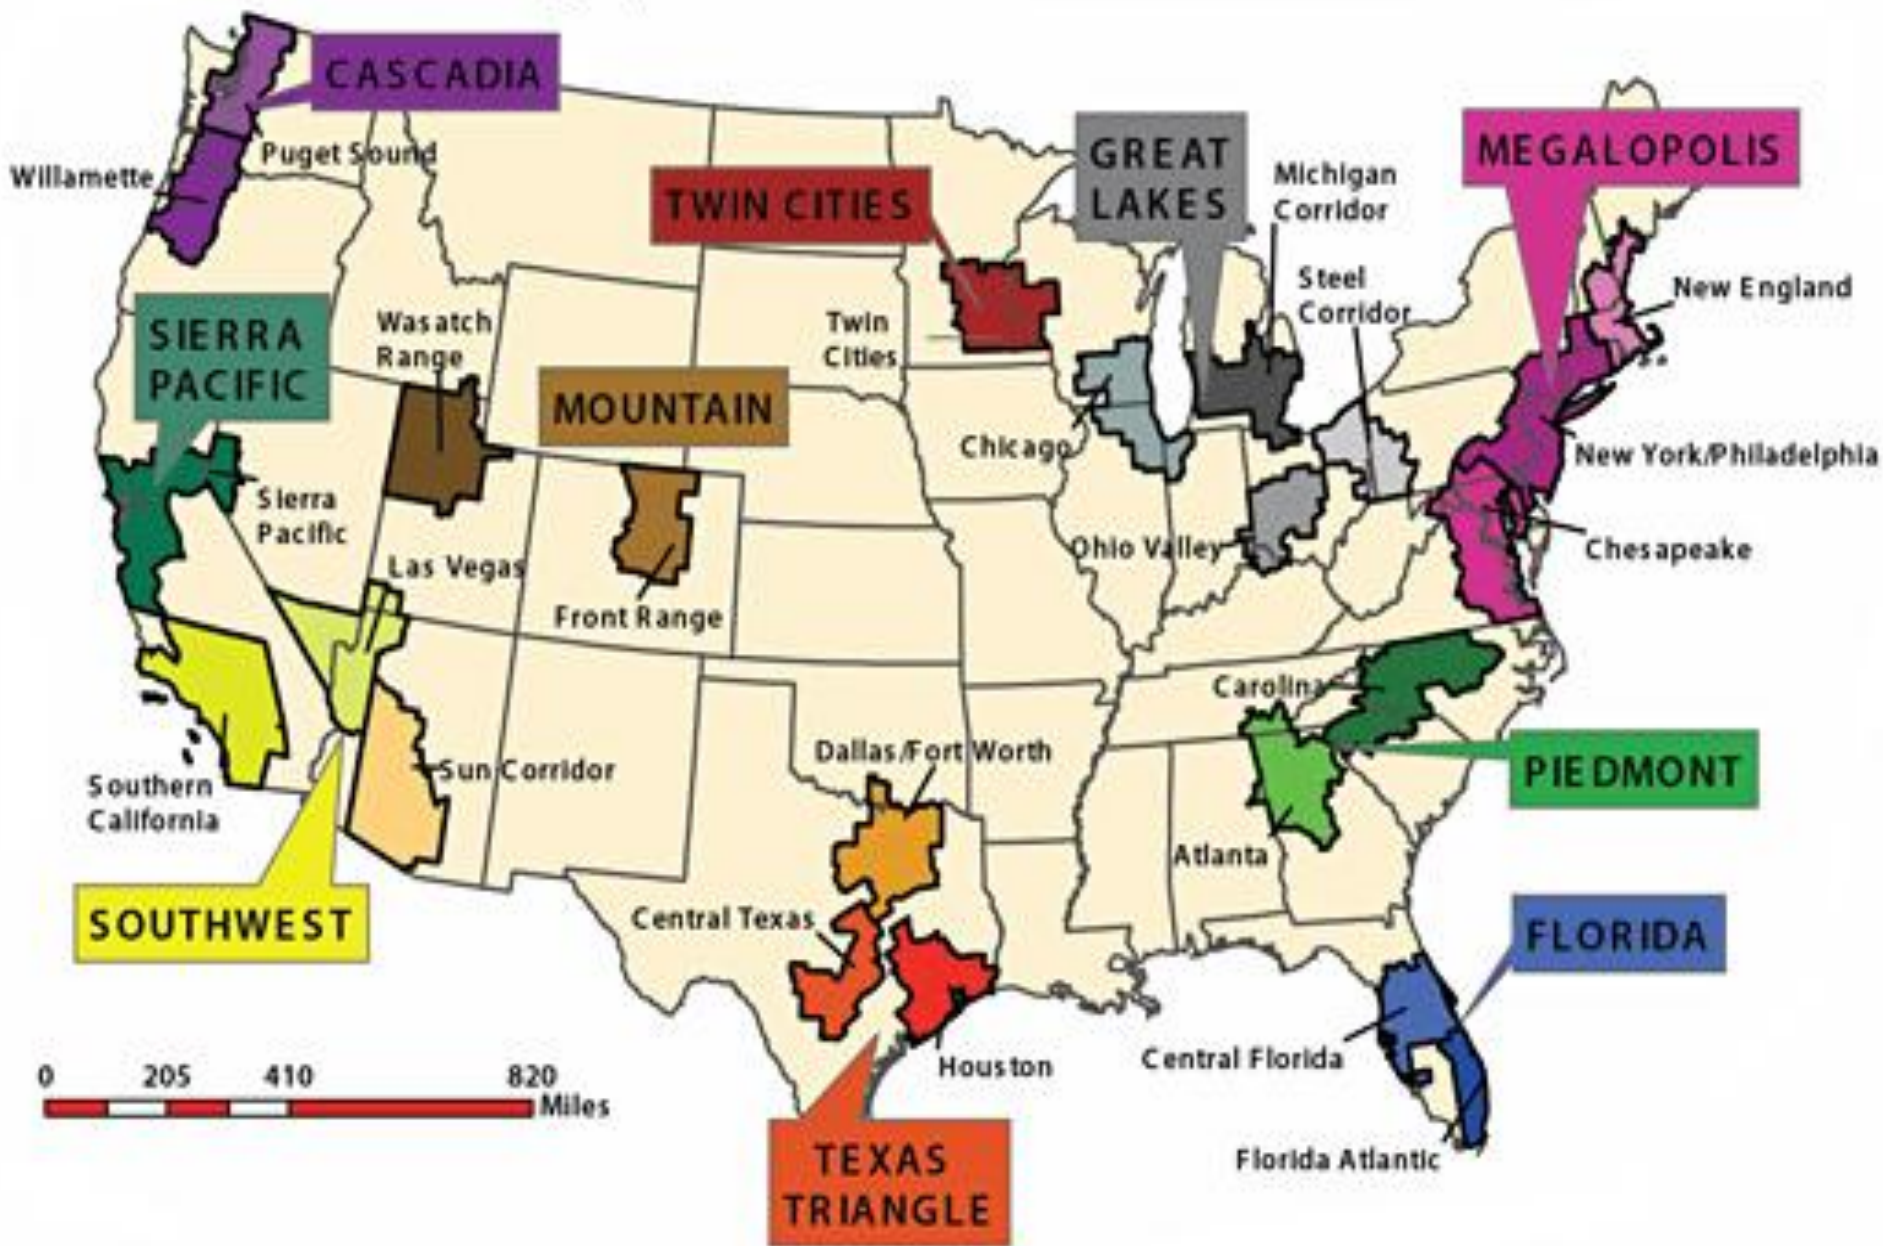 CASCADIA
Puget Sound
Willamette
TWIN CITIES
GREAT
LAKES
Michigan
Corridor
MEGALOPOLIS
Steel
Corridor
New England
SIERRA
PACIFIC
Wasatch
Range
Twin
Cities
MOUNTAIN
Chicago
New York/Philadelphia
Sierra
Pacific
Las Vegas
Ohio Valley
Chesapeake
Front Range
Carolina
Dallas/Fort Worth
Sun Corridor
PIEDMONT
Southern
California
Atlanta
SOUTHWEST
Central Texas
FLORIDA
Houston
Central Florida
0 205 410 820
Miles
Florida Atlantic
TEXAS
TRIANGLE